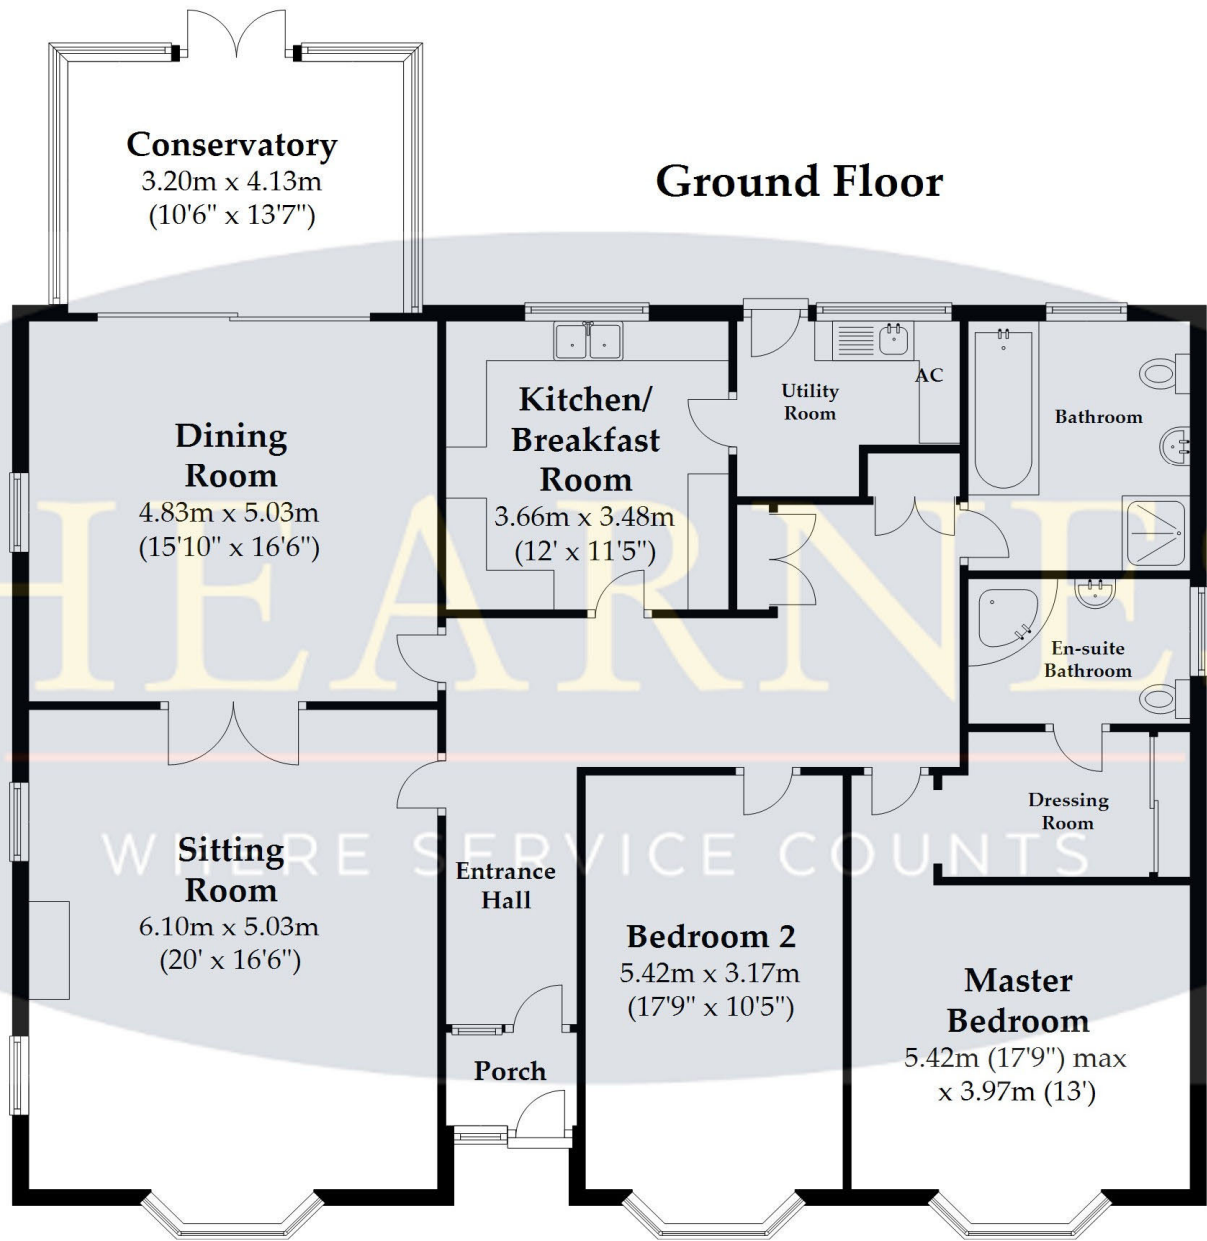 Conservatory
3.20m x 4.13m
(10'6" x 13'7")
Ground Floor
Dining
Room
4.83m x 5.03m
(15'10" x 16'6")
Kitchen/
Breakfast
Room
3.66m x 3.48m
(12' x 11'5")
Utility
Room
AC
Bathroom
HEARNES
En-suite
Bathroom
Dressing
Room
WHERE SERVICE COUNTS
Sitting
Room
6.10m x 5.03m
(20' x 16'6")
Entrance
Hall
Bedroom 2
5.42m x 3.17m
(17'9" x 10'5")
Master
Bedroom
5.42m (17'9") max
x 3.97m (13')
Porch